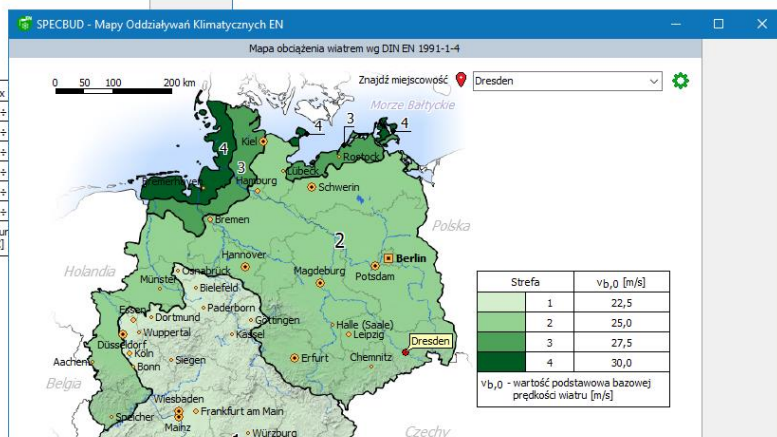 SPECBUD - Mapy Oddziaływań Klimatycznych EN
Mapa obciążenia wiatrem wg DIN EN 1991-1-4
0 50 100 200 km
Znajdź miejscowość Dresden
Morze Bałtyckie
4
3
4
Kiel
4
3
Rostock
Lübeck
Bremerhaven
Hamburg
Schwerin
Bremen
Polska
2
Hannover
Berlin
Holandia
Osnabrück
Magdeburg
Potsdam
Münster
Bielefeld
Strefa vb,0 [m/s]
1 22,5
2 25,0
3 27,5
4 30,0
vb,0 - wartość podstawowa bazowej
prędkości wiatru [m/s]
Paderborn
Essen
Dortmund
Göttingen
Halle (Saale)
Wuppertal
Kassel
Leipzig
Düsseldorf
Dresden
Köln
Aachen
Siegen
Erfurt
Chemnitz
Bonn
Belgia
Wiesbaden
Speicher
Frankfurt am Main
Mainz
Würzburg
Czechy